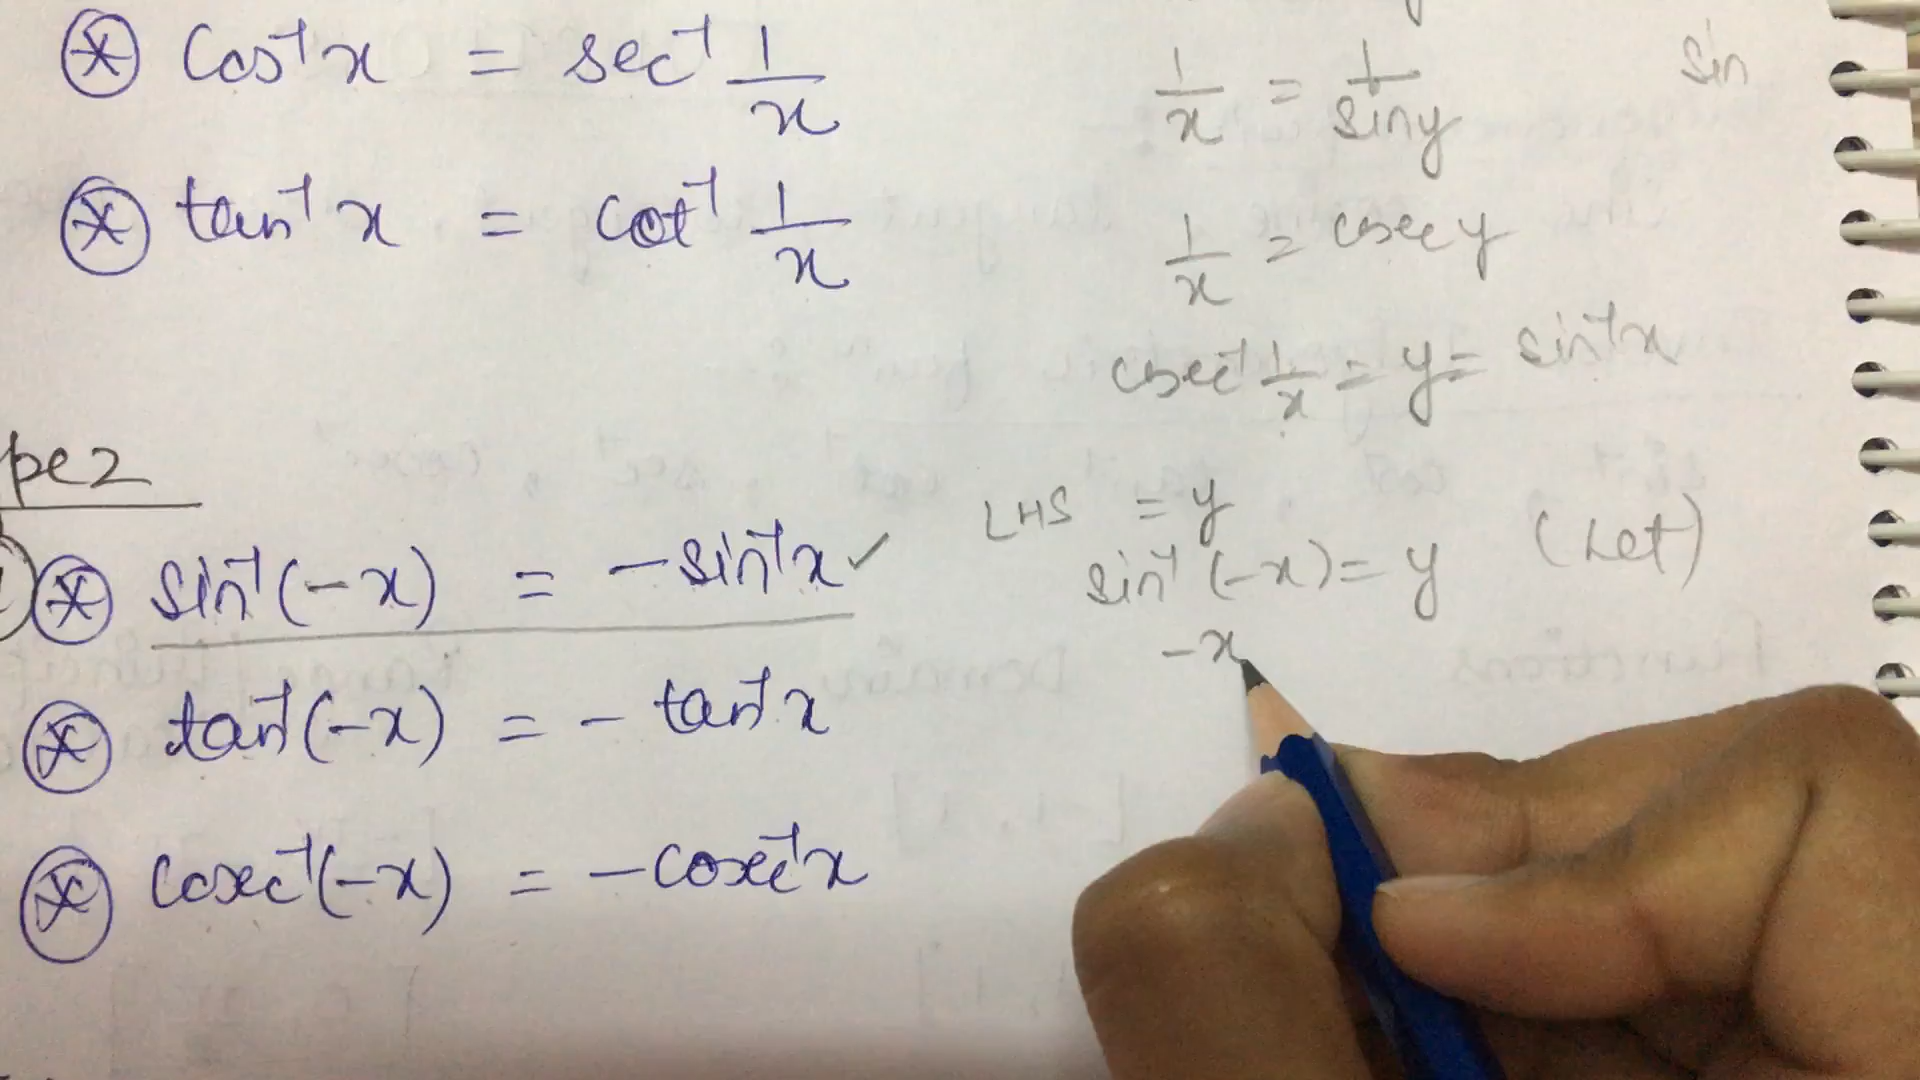 ⊛ cos⁻¹x = sec⁻¹ 1/x
⊛ tan⁻¹x = cot⁻¹ 1/x
pe2
⊛ sin⁻¹(-x) = -sin⁻¹x ✓
⊛ tan⁻¹(-x) = - tan⁻¹x
⊛ cosec⁻¹(-x) = -cosec⁻¹x
1/x = 1/siny
sin
1/x = cosec y
cosec⁻¹ 1/x = y = sin⁻¹x
LHS = y
sin⁻¹(-x) = y (Let)
-x